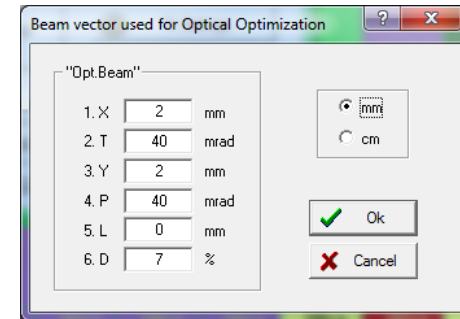 Beam vector used for Optical Optimization
"Opt.Beam"
1. X 2 mm
2. T 40 mrad
3. Y 2 mm
4. P 40 mrad
5. L 0 mm
6. D 7 %
mm
cm
Ok
Cancel